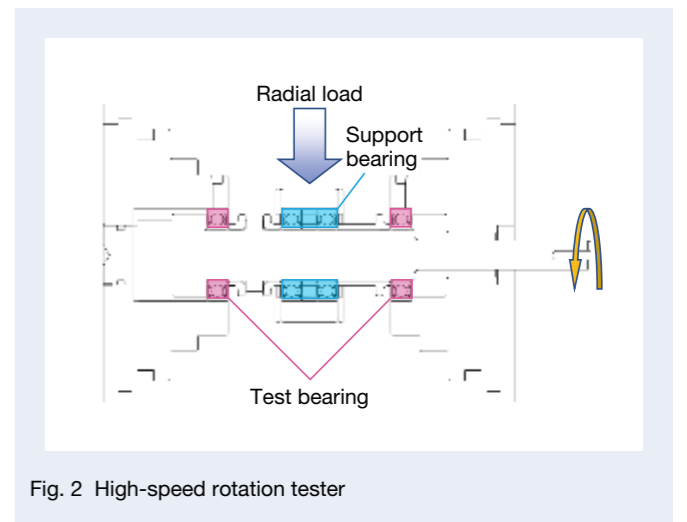 Radial load
Support
bearing
Test bearing
Fig. 2 High-speed rotation tester